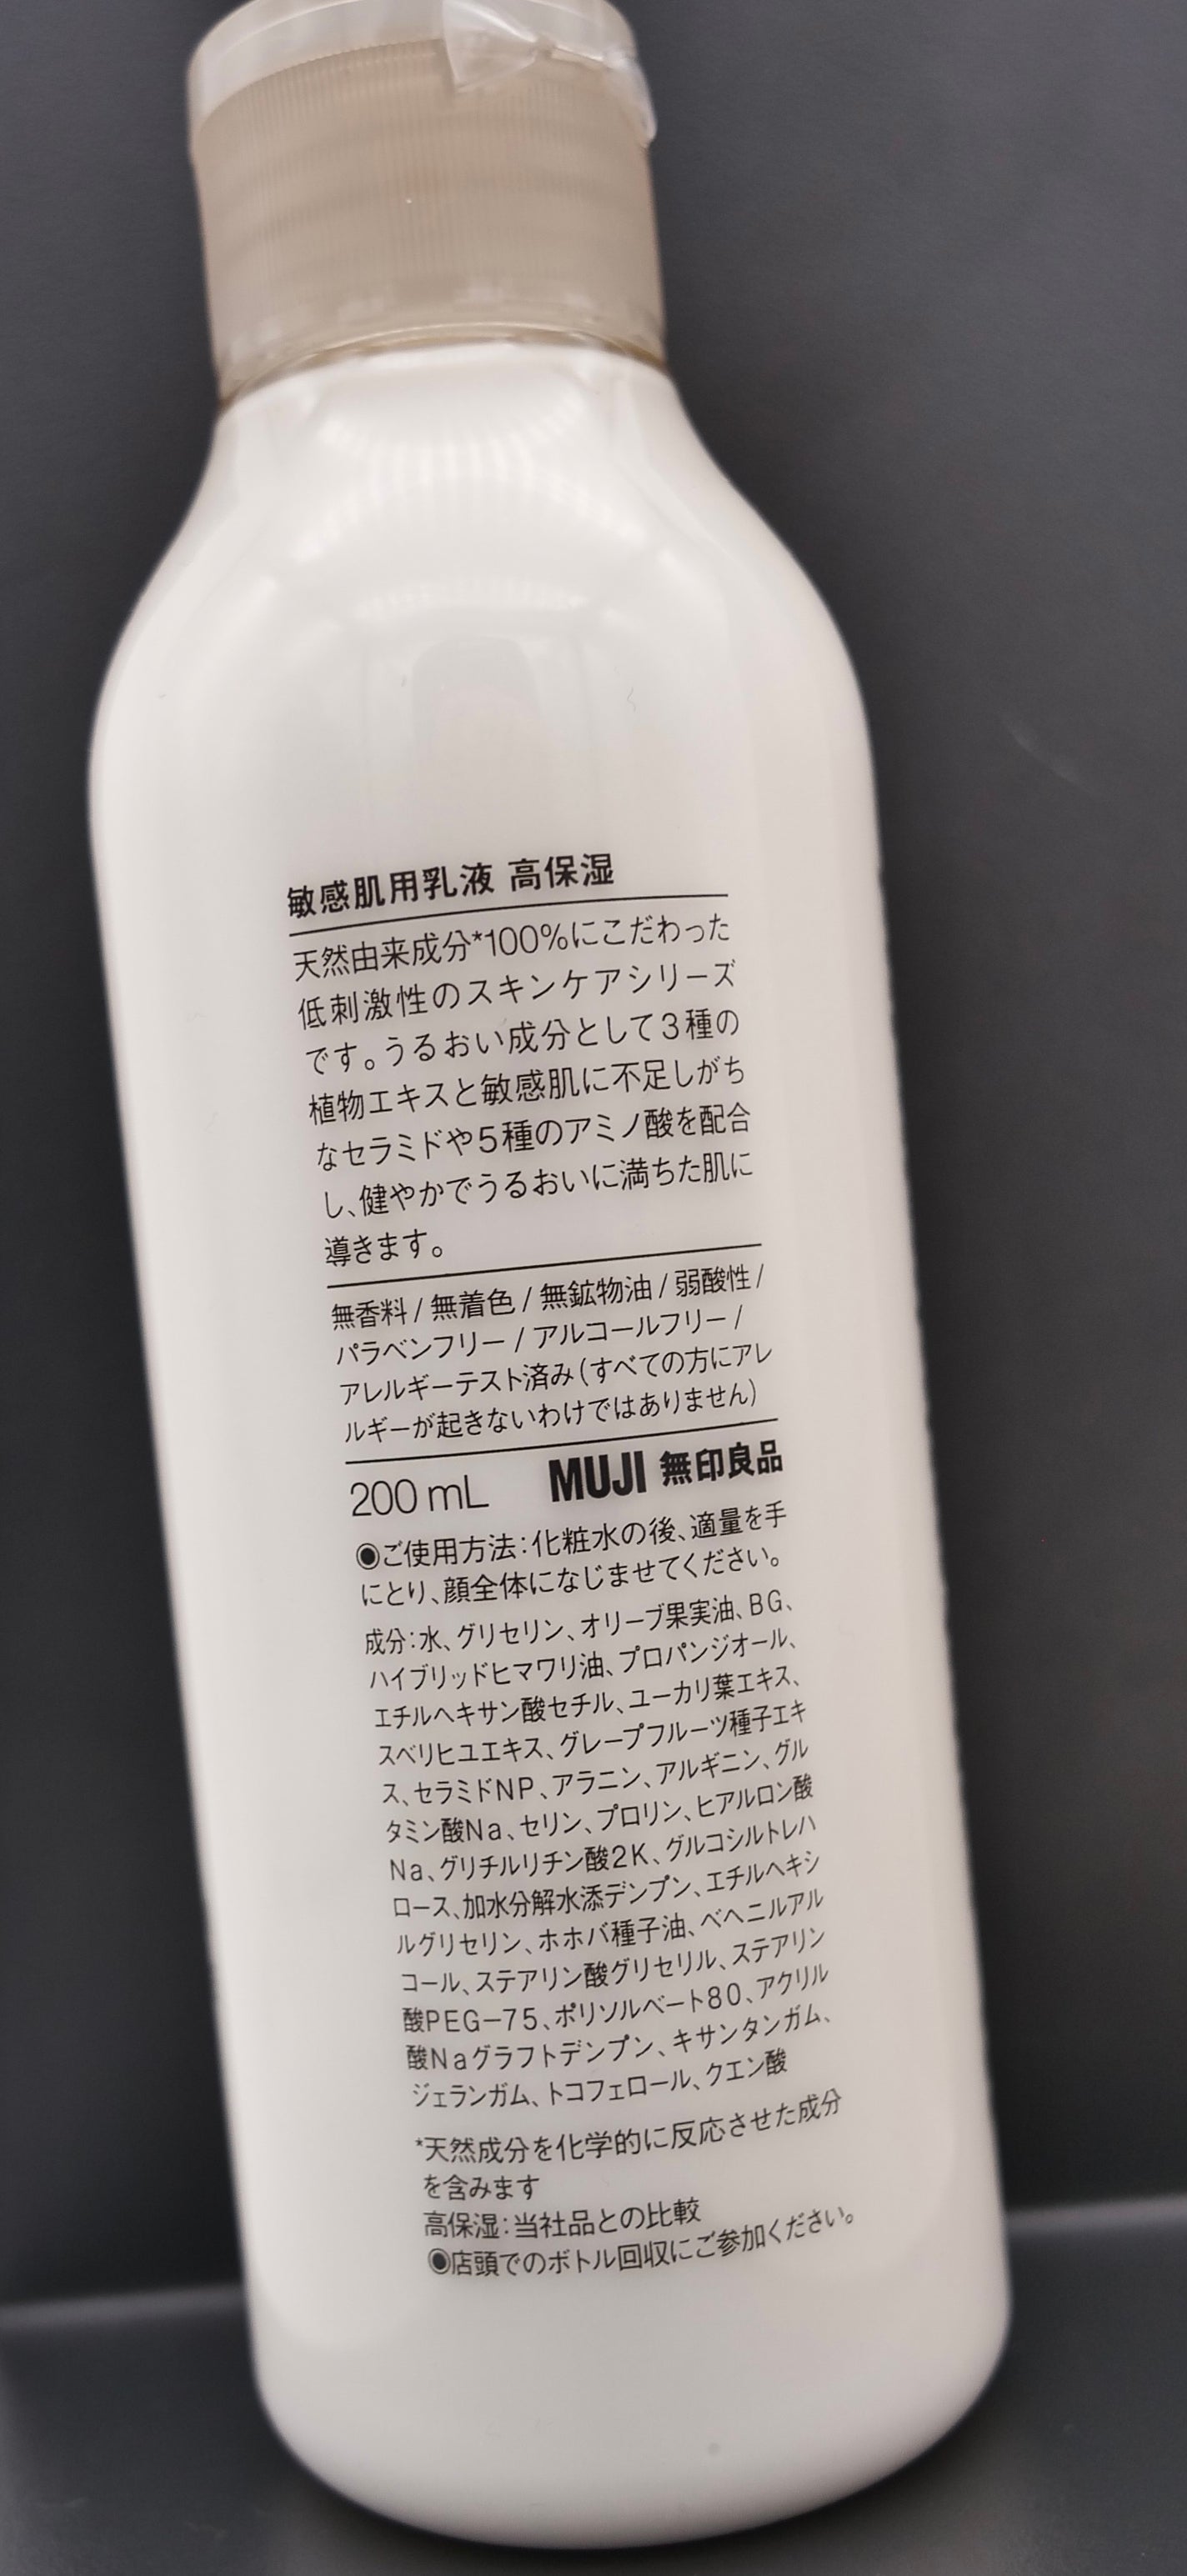 敏感肌用乳液 高保湿
天然由来成分*100%にこだわった
低刺激性のスキンケアシリーズ
です。うるおい成分として3種の
植物エキスと敏感肌に不足しがち
なセラミドや5種のアミノ酸を配合
し、健やかでうるおいに満ちた肌に
導きます。
無香料 / 無着色 / 無鉱物油 / 弱酸性 /
パラベンフリー / アルコールフリー /
アレルギーテスト済み(すべての方にアレ
ルギーが起きないわけではありません)
200 mL MUJI 無印良品
◉ご使用方法:化粧水の後、適量を手
にとり、顔全体になじませてください。
成分:水、グリセリン、オリーブ果実油、BG、
ハイブリッドヒマワリ油、プロパンジオール、
エチルヘキサン酸セチル、ユーカリ葉エキス、
スベリヒユエキス、グレープフルーツ種子エキ
ス、セラミドNP、アラニン、アルギニン、グル
タミン酸Na、セリン、プロリン、ヒアルロン酸
Na、グリチルリチン酸2K、グルコシルトレハ
ロース、加水分解水添デンプン、エチルヘキシ
ルグリセリン、ホホバ種子油、ベヘニルアル
コール、ステアリン酸グリセリル、ステアリン
酸PEG-75、ポリソルベート80、アクリル
酸Naグラフトデンプン、キサンタンガム、
ジェランガム、トコフェロール、クエン酸
*天然成分を化学的に反応させた成分
を含みます
高保湿:当社品との比較
◉店頭でのボトル回収にご参加ください。